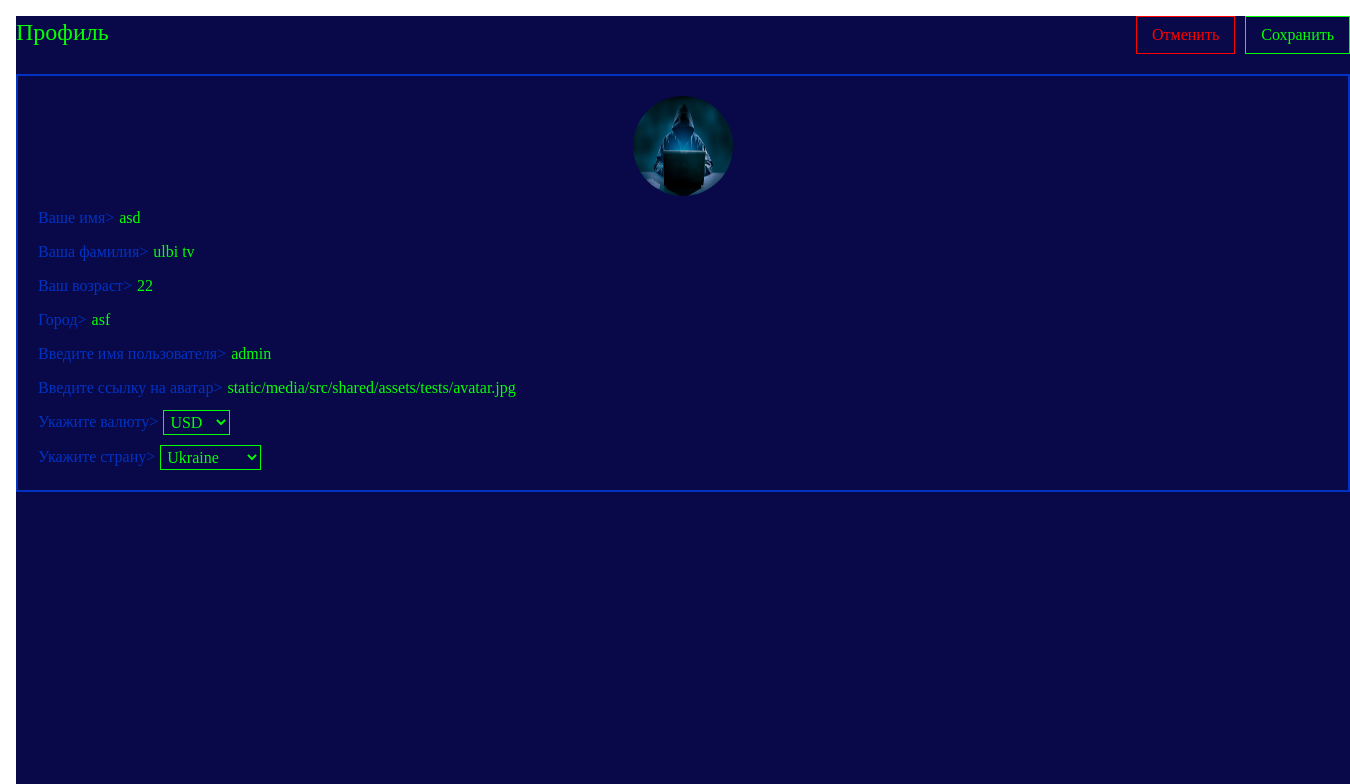 Профиль
Отменить
Сохранить
Ваше имя> asd
Ваша фамилия> ulbi tv
Ваш возраст> 22
Город> asf
Введите имя пользователя> admin
Введите ссылку на аватар> static/media/src/shared/assets/tests/avatar.jpg
Укажите валюту> USD
Укажите страну> Ukraine